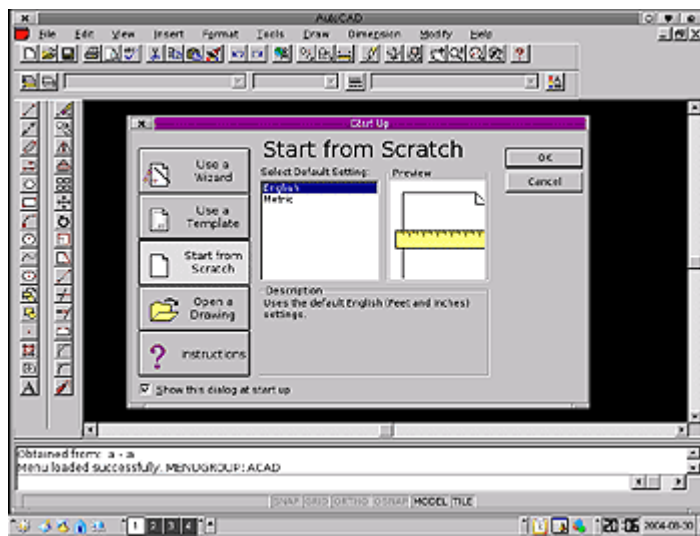 AutoCAD
File Edit View Insert Format Tools Draw Dimension Modify Help
Start Up
Start from Scratch
Use a
Wizard
Use a
Template
Start from
Scratch
Open a
Drawing
Instructions
Select Default Setting:
English
Metric
Preview
OK
Cancel
Description
Uses the default English (feet and inches)
settings.
Show this dialog at start up
Obtained from: a - a
Menu loaded successfully. MENUGROUP: ACAD
SNAP GRID ORTHO OSNAP MODEL TILE
1 2 3 4
20:06 2004-08-30